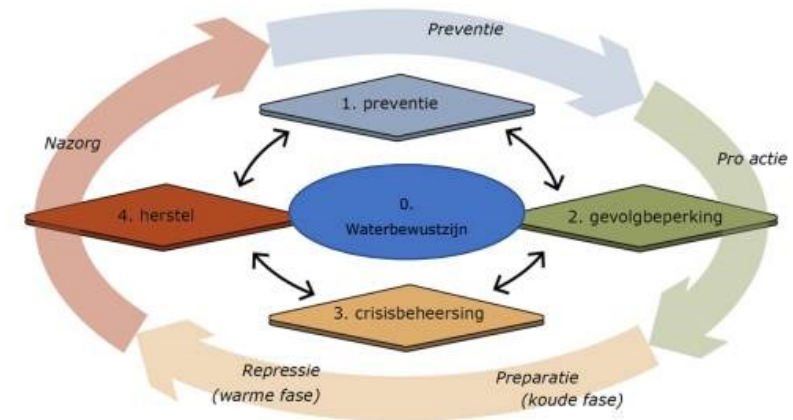 Preventie
1. preventie
Nazorg
Pro actie
4. herstel
0.
Waterbewustzijn
2. gevolgbeperking
3. crisisbeheersing
Repressie
(warme fase)
Preparatie
(koude fase)